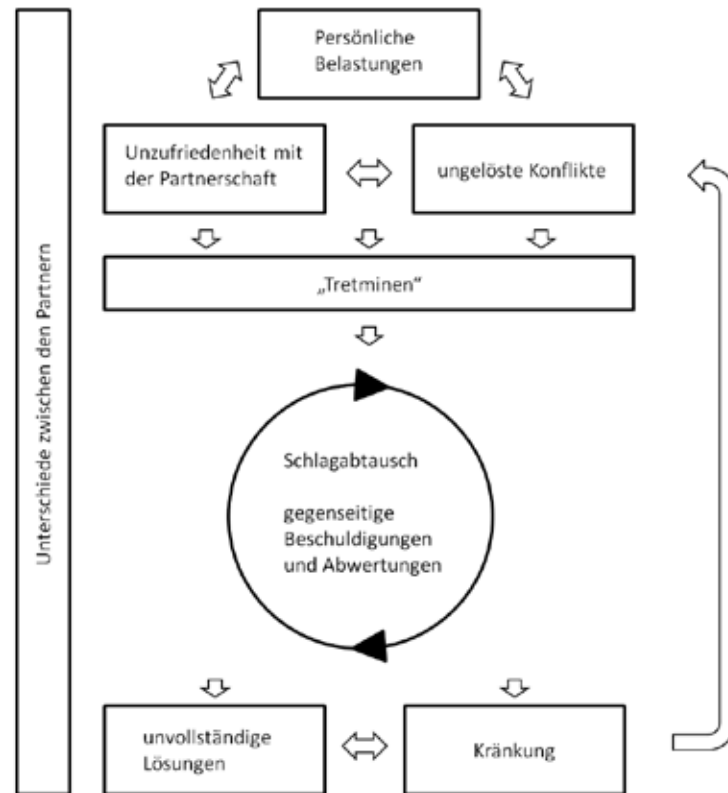 Persönliche
Belastungen
Unzufriedenheit mit
der Partnerschaft
ungelöste Konflikte
„Tretminen“
Schlagabtausch
gegenseitige
Beschuldigungen
und Abwertungen
unvollständige
Lösungen
Kränkung
Unterschiede zwischen den Partnern